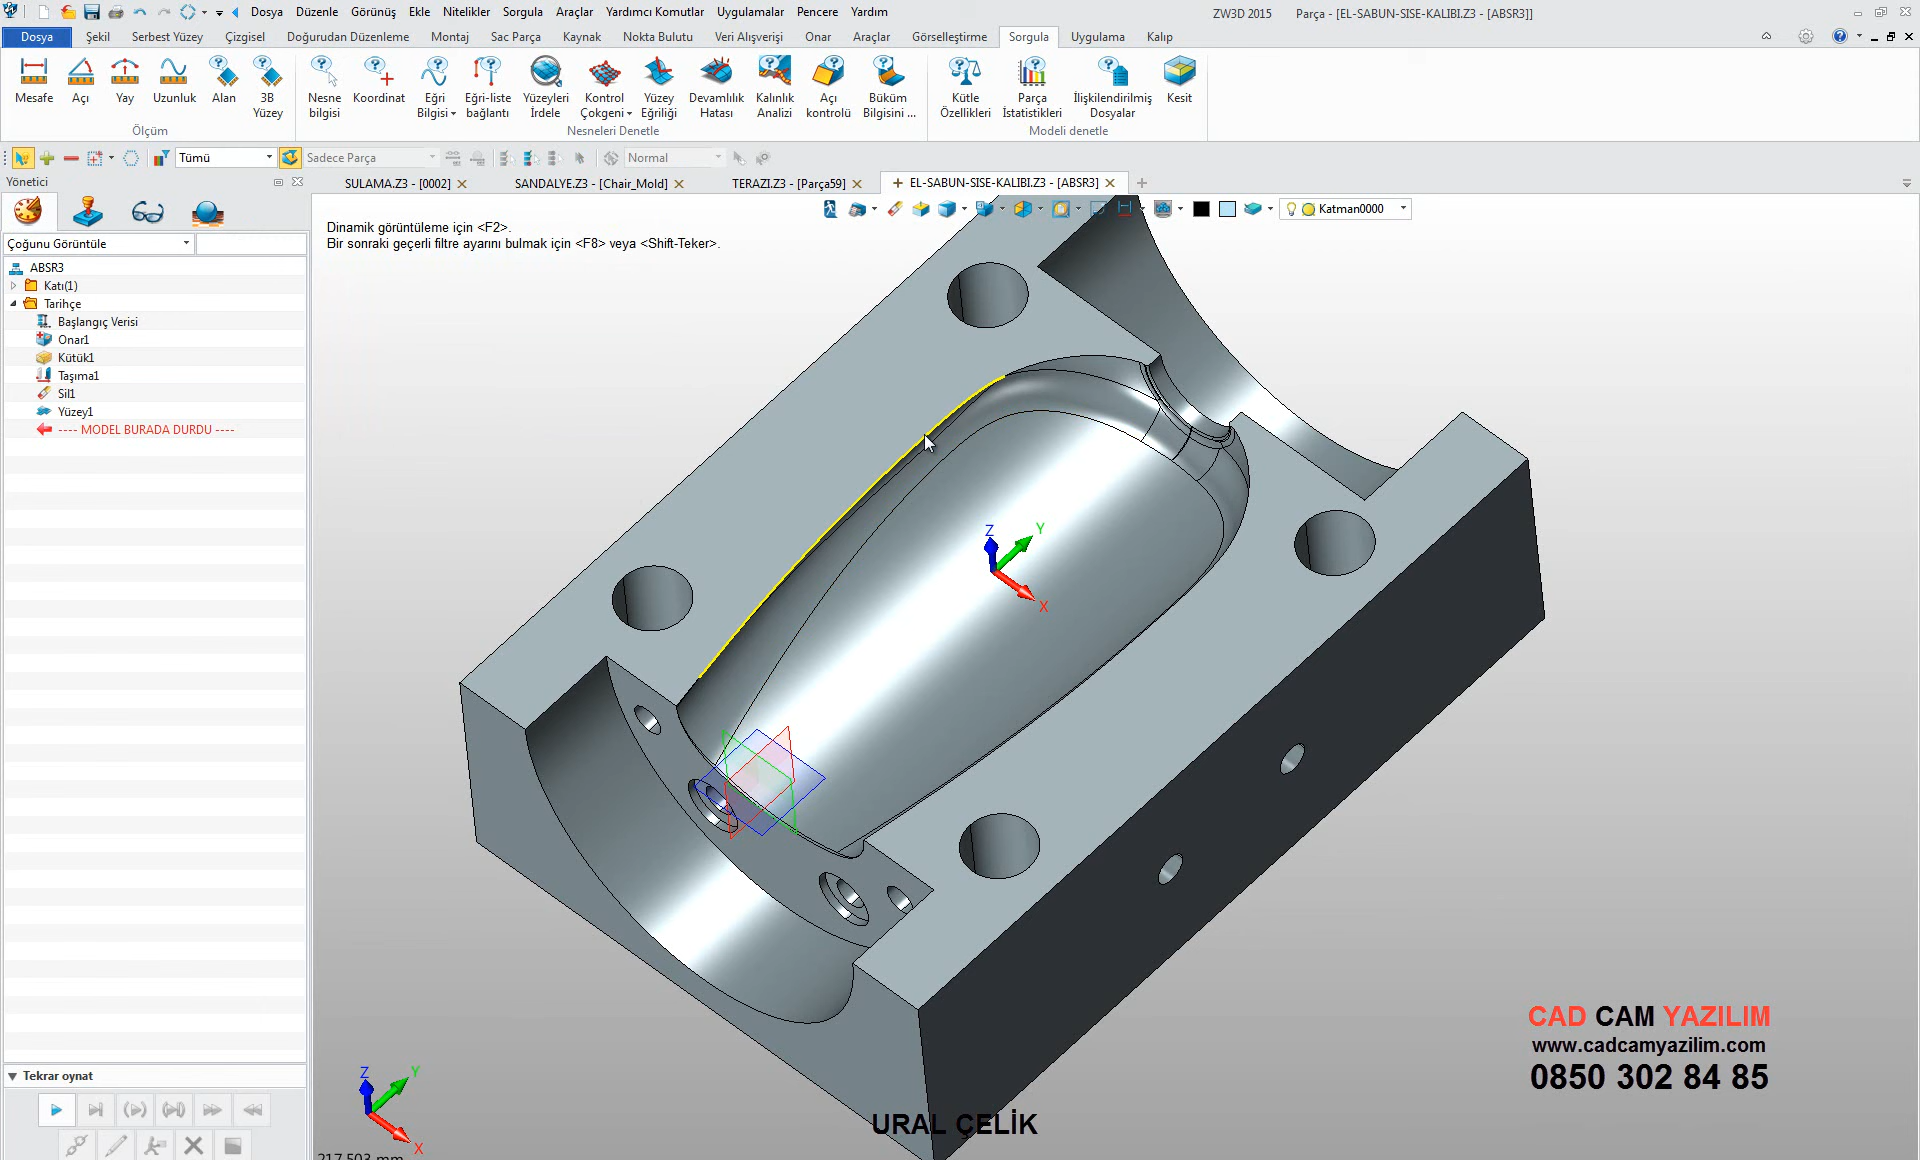 Dosya Düzenle Görünüş Ekle Nitelikler Sorgula Araçlar Yardımcı Komutlar Uygulamalar Pencere Yardım
ZW3D 2015 Parça - [EL-SABUN-SISE-KALIBI.Z3 - [ABSR3]]
Dosya Şekil Serbest Yüzey Çizgisel Doğurudan Düzenleme Montaj Sac Parça Kaynak Nokta Bulutu Veri Alışverişi Onar Araçlar Görselleştirme Sorgula Uygulama Kalıp
Mesafe Açı Yay Uzunluk Alan 3B Yüzey
Ölçüm
Nesne bilgisi Koordinat Eğri Bilgisi Eğri-liste bağlantı Yüzeyleri İrdele Kontrol Çokgeni Yüzey Eğriliği Devamlılık Hatası Kalınlık Analizi Açı kontrolü Büküm Bilgisini ...
Nesneleri Denetle
Kütle Özellikleri Parça İstatistikleri İlişkilendirilmiş Dosyalar Kesit
Modeli denetle
Tümü Sadece Parça Normal
Yönetici
SULAMA.Z3 - [0002] SANDALYE.Z3 - [Chair_Mold] TERAZI.Z3 - [Parça59] EL-SABUN-SISE-KALIBI.Z3 - [ABSR3]
Katman0000
Dinamik görüntüleme için <F2>.
Bir sonraki geçerli filtre ayarını bulmak için <F8> veya <Shift-Teker>.
Çoğunu Görüntüle
ABSR3
Katı(1)
Tarihçe
Başlangıç Verisi
Onar1
Kütük1
Taşıma1
Sil1
Yüzey1
---- MODEL BURADA DURDU ----
Z Y X
Tekrar oynat
Z Y X
217.503 mm
URAL ÇELİK
CAD CAM YAZILIM
www.cadcamyazilim.com
0850 302 84 85